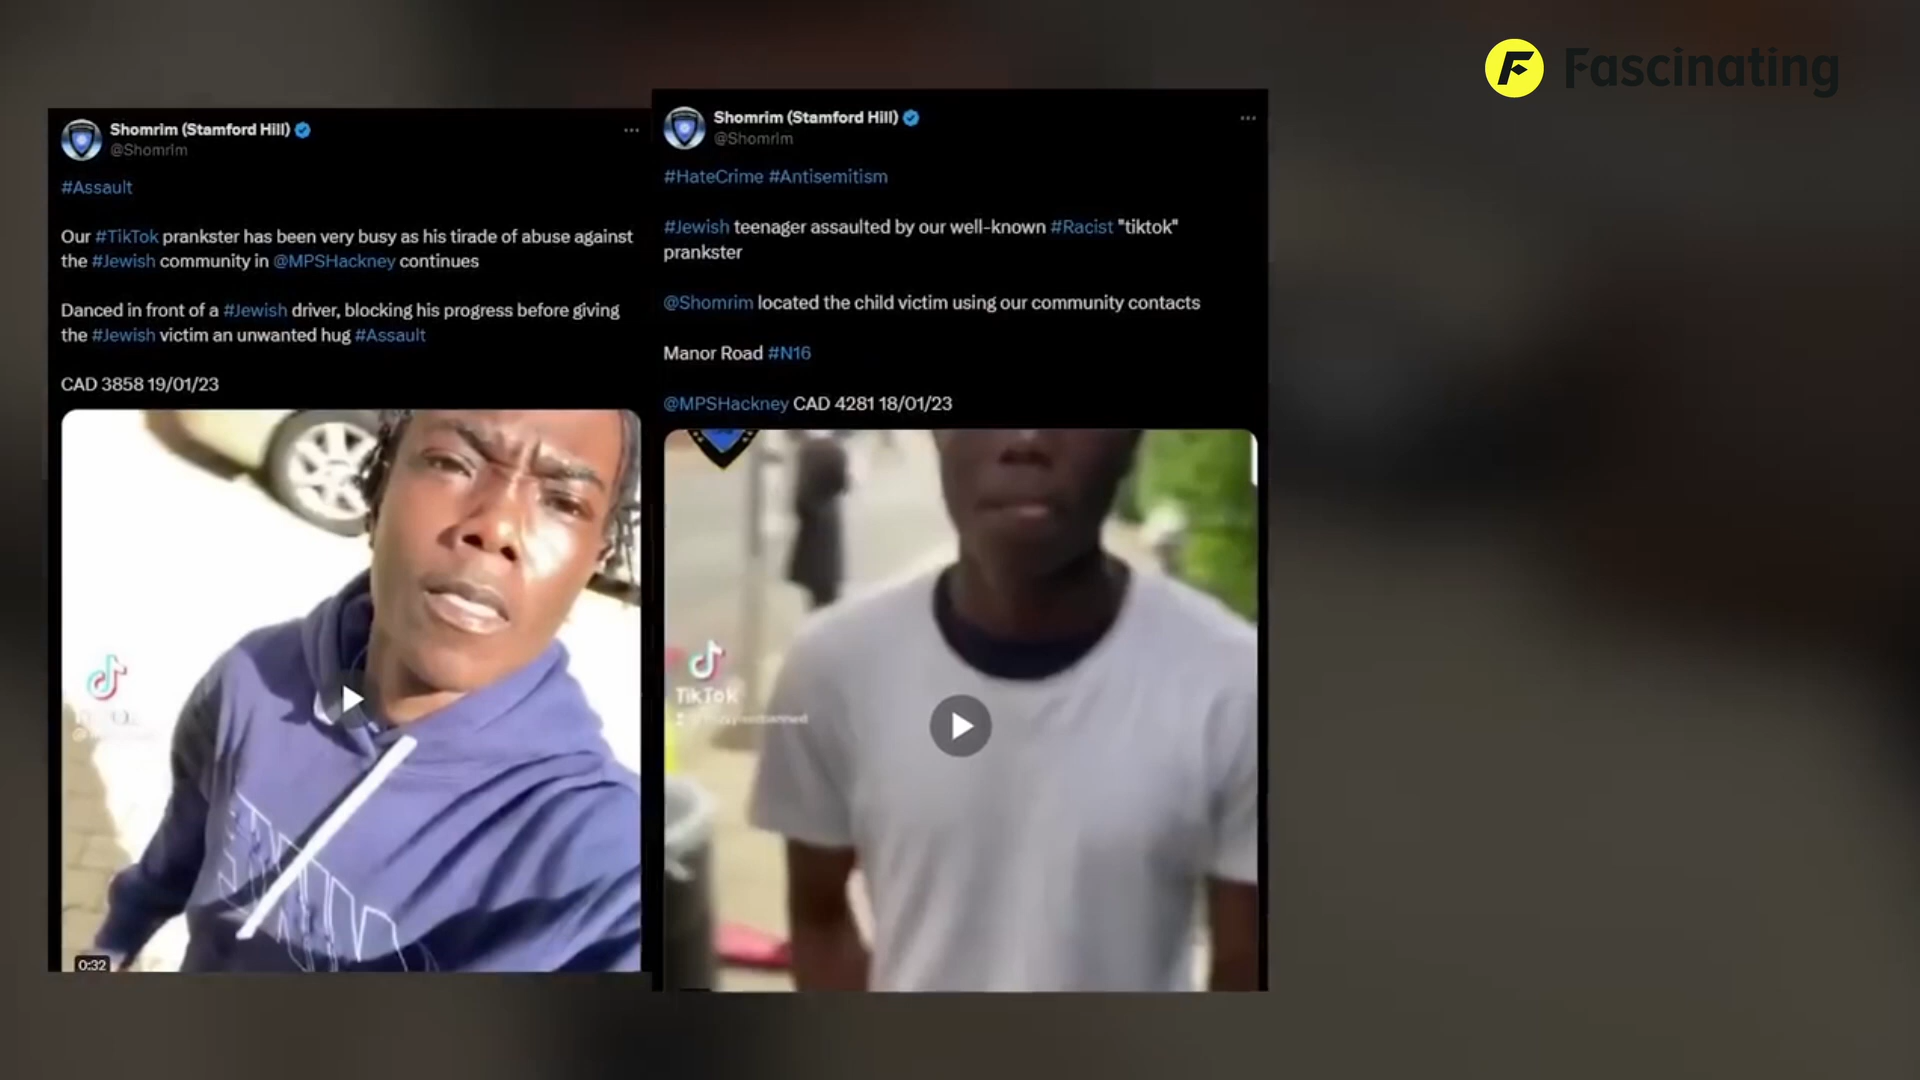 Fascinating
Shomrim (Stamford Hill)
@Shomrim
#Assault
Our #TikTok prankster has been very busy as his tirade of abuse against
the #Jewish community in @MPSHackney continues
Danced in front of a #Jewish driver, blocking his progress before giving
the #Jewish victim an unwanted hug #Assault
CAD 3858 19/01/23
0:32
Shomrim (Stamford Hill)
@Shomrim
#HateCrime #Antisemitism
#Jewish teenager assaulted by our well-known #Racist "tiktok"
prankster
@Shomrim located the child victim using our community contacts
Manor Road #N16
@MPSHackney CAD 4281 18/01/23
TikTok